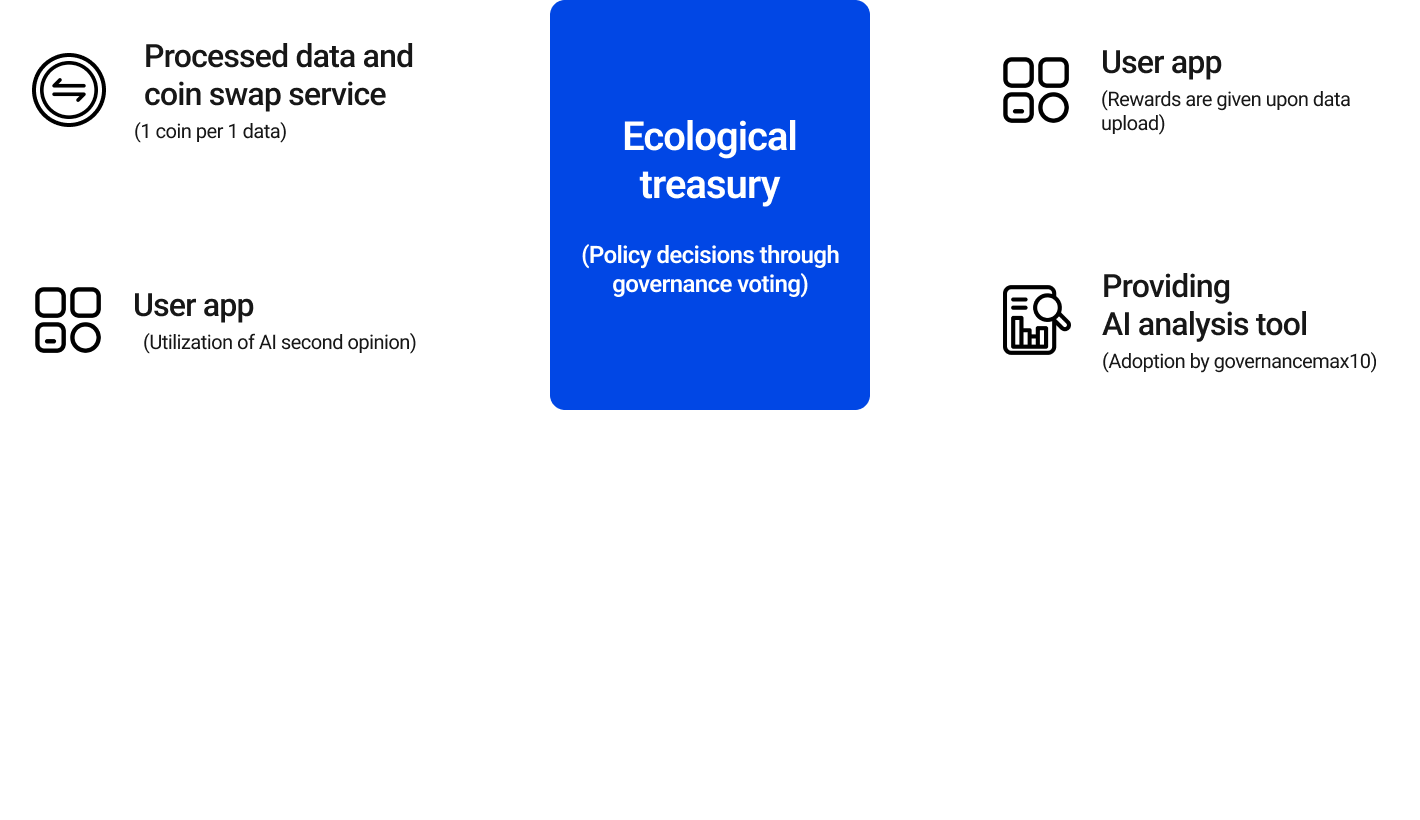 Processed data and
coin swap service
(1 coin per 1 data)
User app
(Utilization of AI second opinion)
Ecological
treasury
(Policy decisions through
governance voting)
User app
(Rewards are given upon data
upload)
Providing
AI analysis tool
(Adoption by governancemax10)